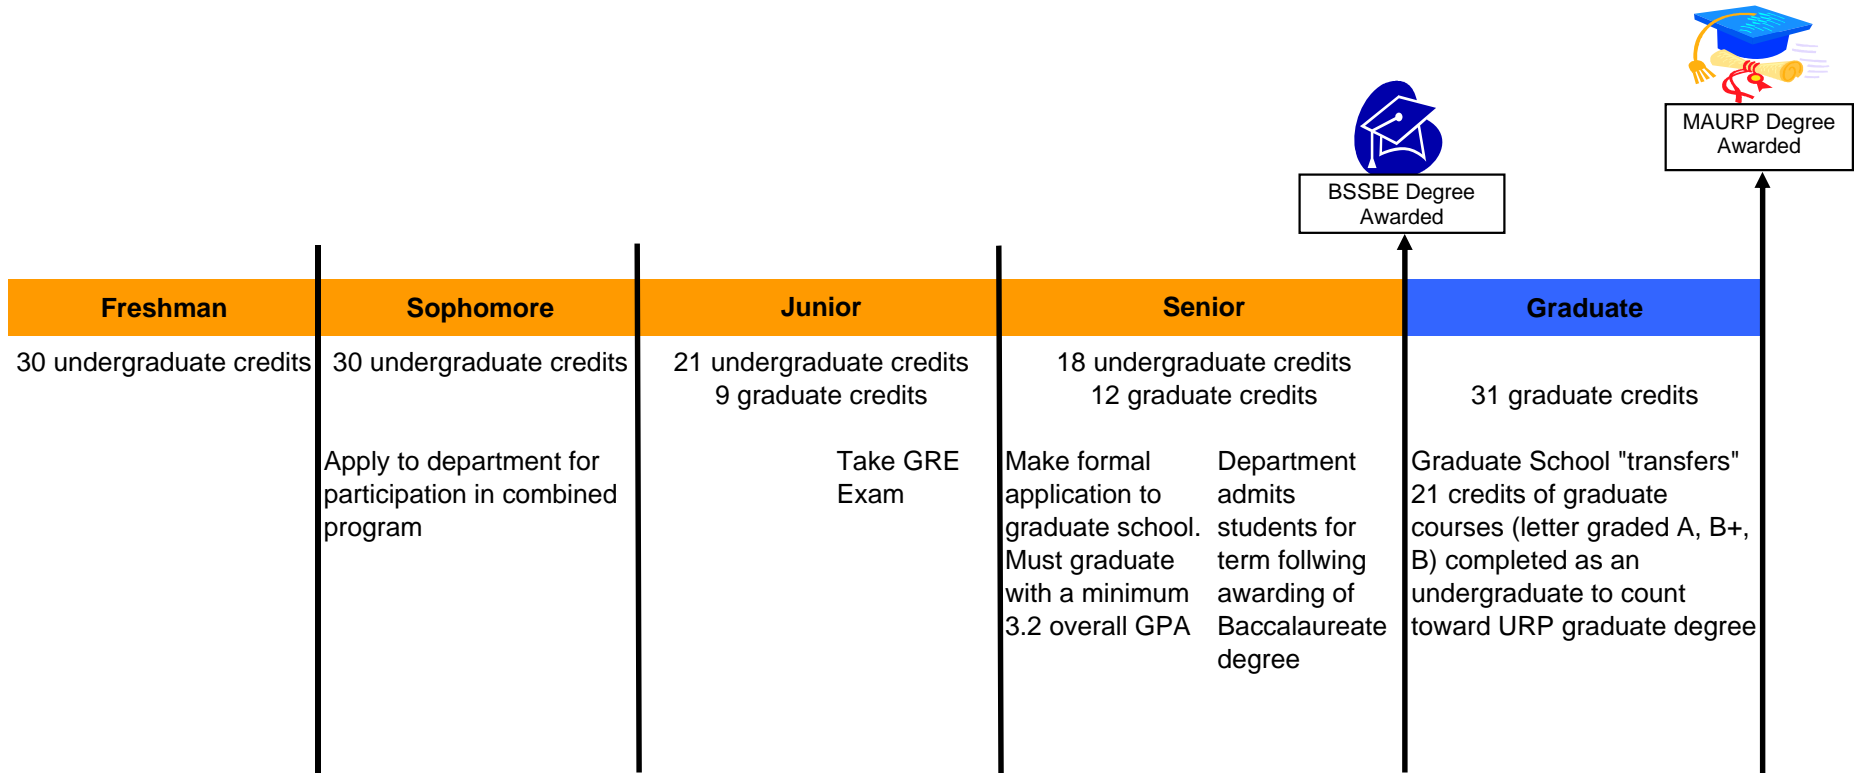 MAURP Degree
Awarded
BSSBE Degree
Awarded
Freshman
Sophomore
Junior
Senior
Graduate
30 undergraduate credits
30 undergraduate credits
21 undergraduate credits
9 graduate credits
18 undergraduate credits
12 graduate credits
31 graduate credits
Apply to department for
participation in combined
program
Take GRE
Exam
Make formal
application to
graduate school.
Must graduate
with a minimum
3.2 overall GPA
Department
admits
students for
term follwing
awarding of
Baccalaureate
degree
Graduate School "transfers"
21 credits of graduate
courses (letter graded A, B+,
B) completed as an
undergraduate to count
toward URP graduate degree